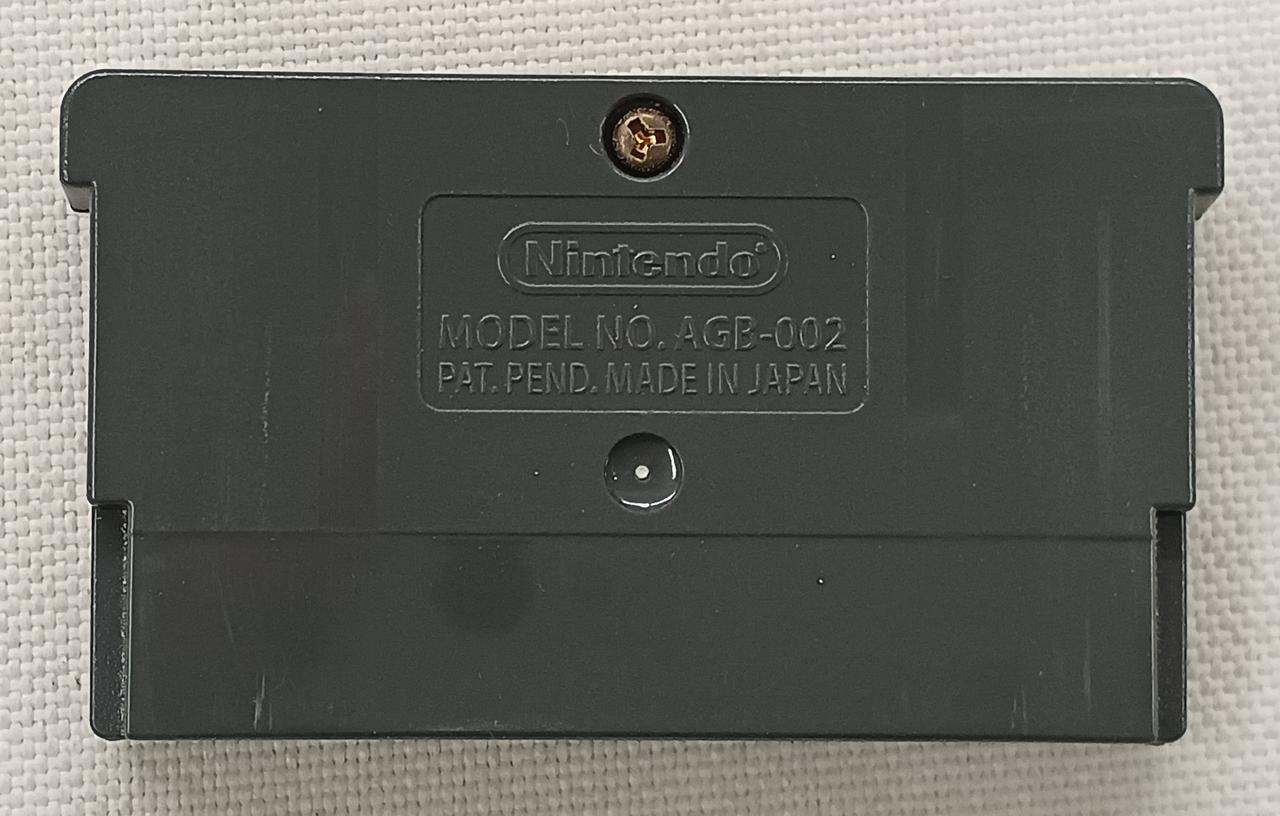 Nintendo®
MODEL NO. AGB-002
PAT. PEND. MADE IN JAPAN